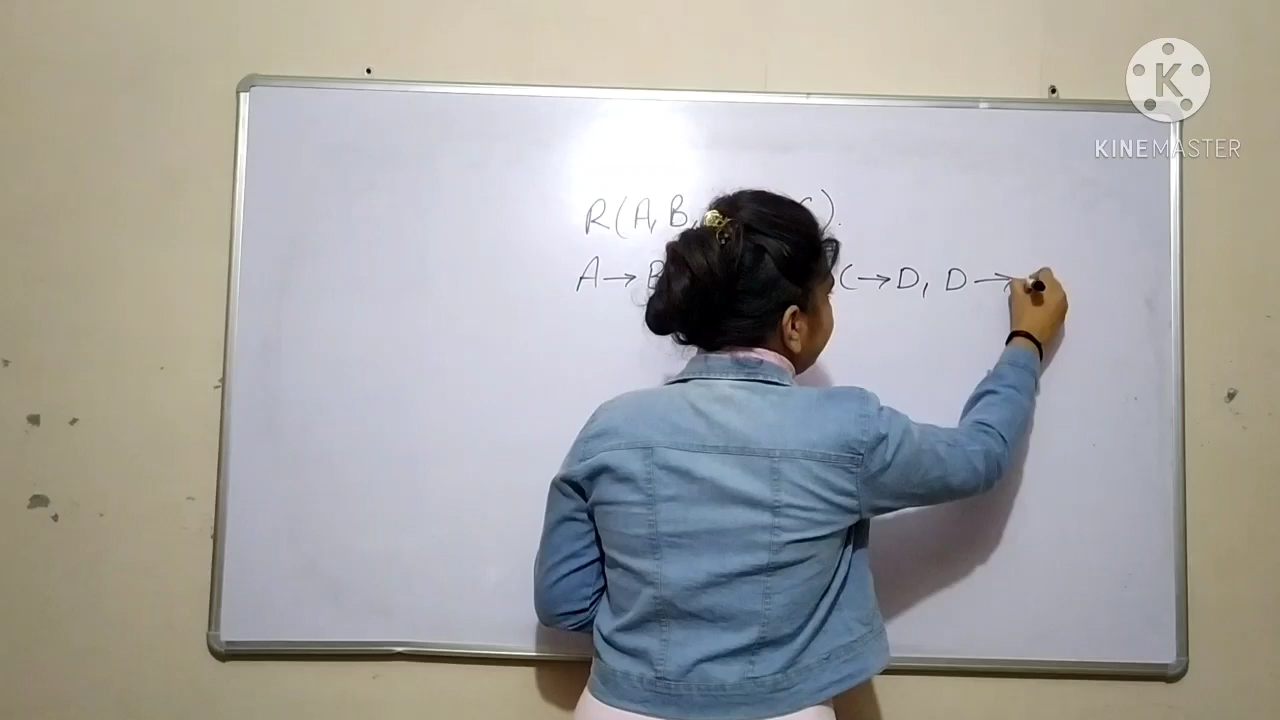 R(A, B, ).
A→B C→D, D→
K
KINEMASTER